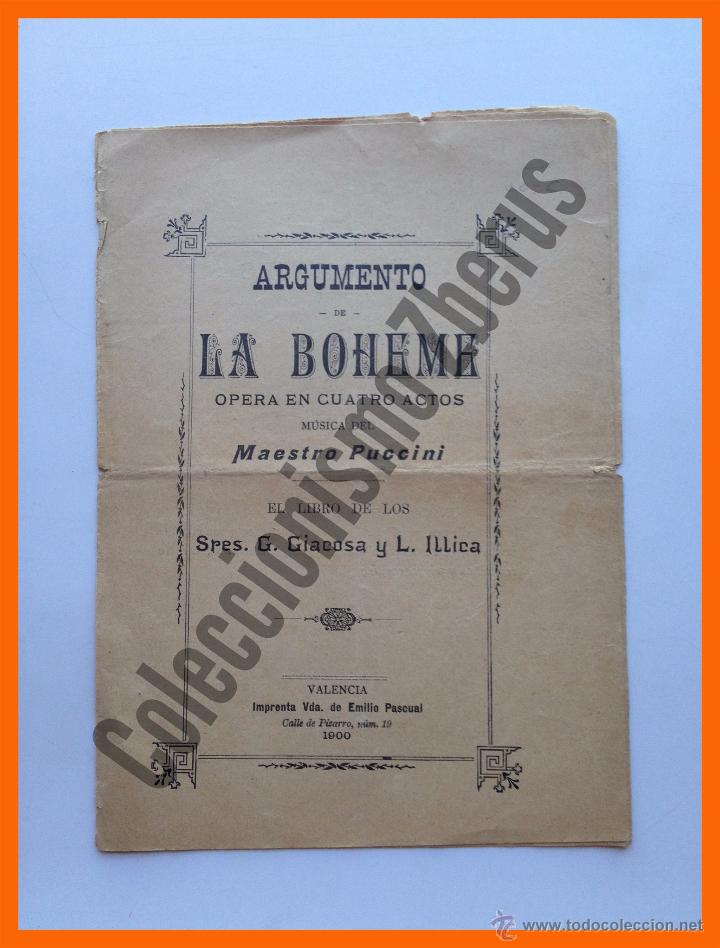 ARGUMENTO
- DE -
LA BOHEME
OPERA EN CUATRO ACTOS
MÚSICA DEL
Maestro Puccini
EL LIBRO DE LOS
Sres. G. Giacosa y L. Illica
VALENCIA
Imprenta Vda. de Emilio Pascual
Calle de Pizarro, núm. 19
1900
Coleccionismo7berus
www.todocoleccion.net